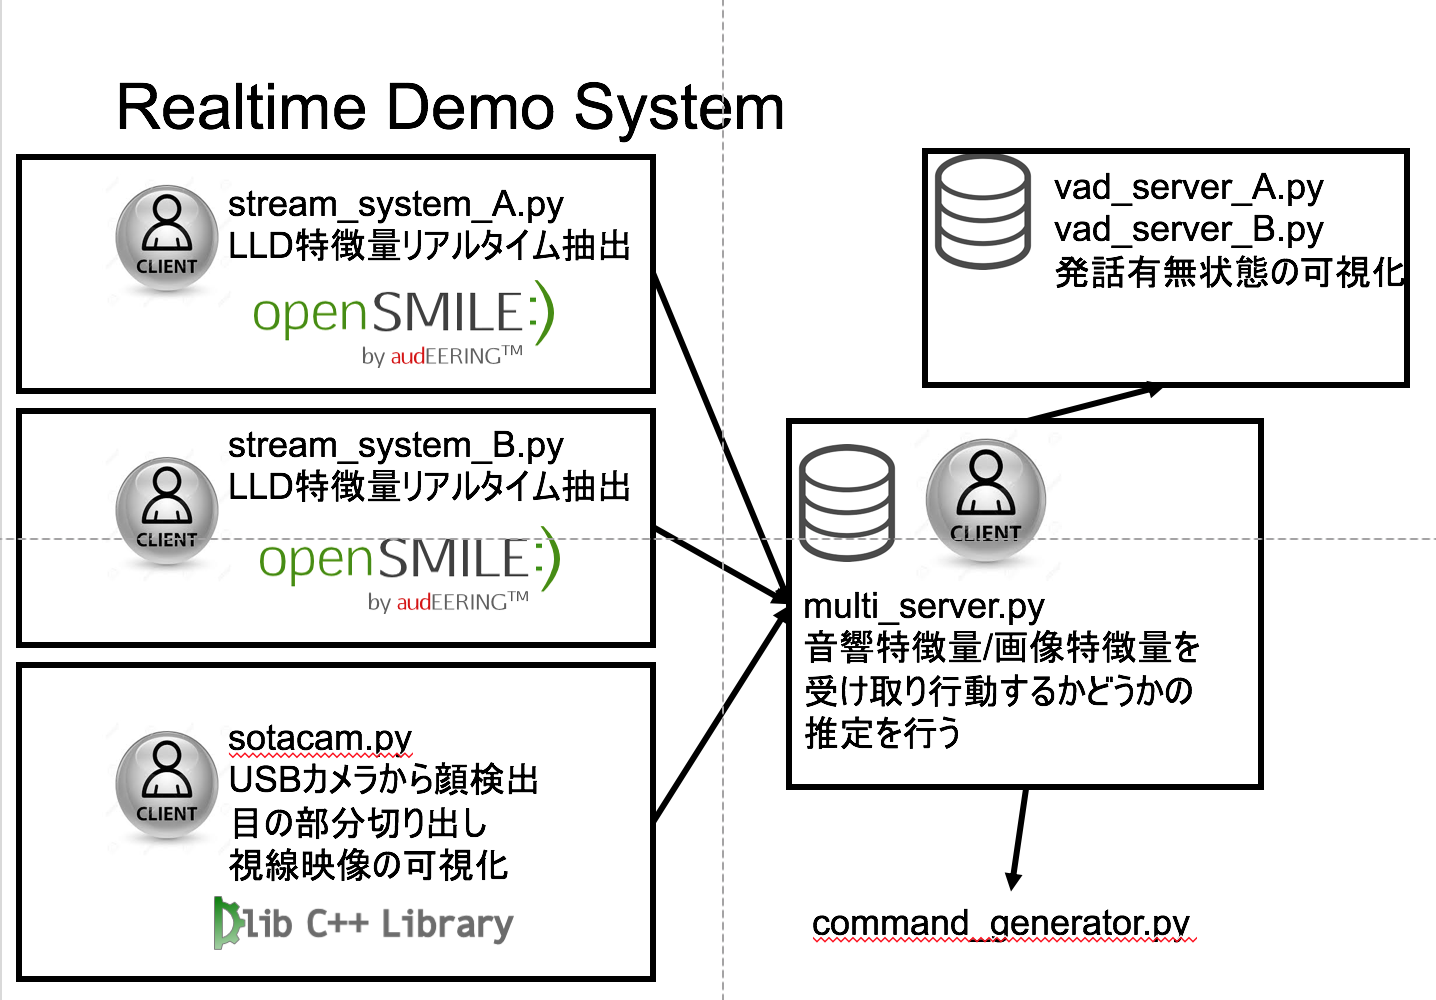 Realtime Demo System
CLIENT
stream_system_A.py
LLD特徴量リアルタイム抽出
openSMILE:)
by audEERING™
CLIENT
stream_system_B.py
LLD特徴量リアルタイム抽出
openSMILE:)
by audEERING™
CLIENT
sotacam.py
USBカメラから顔検出
目の部分切り出し
視線映像の可視化
Dlib C++ Library
vad_server_A.py
vad_server_B.py
発話有無状態の可視化
CLIENT
multi_server.py
音響特徴量/画像特徴量を
受け取り行動するかどうかの
推定を行う
command_generator.py